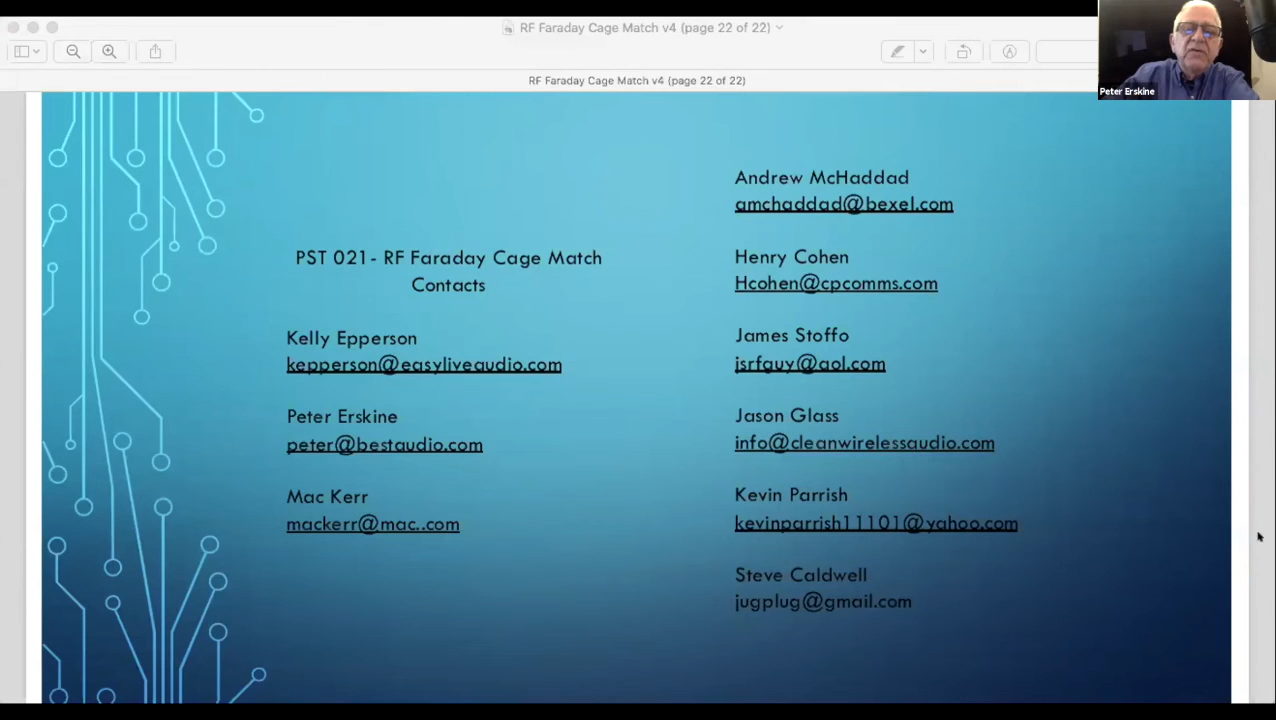 RF Faraday Cage Match v4 (page 22 of 22)
RF Faraday Cage Match v4 (page 22 of 22)
Peter Erskine
PST 021- RF Faraday Cage Match
Contacts
Kelly Epperson
kepperson@easyliveaudio.com
Peter Erskine
peter@bestaudio.com
Mac Kerr
mackerr@mac..com
Andrew McHaddad
amchaddad@bexel.com
Henry Cohen
Hcohen@cpcomms.com
James Stoffo
jsrfguy@aol.com
Jason Glass
info@cleanwirelessaudio.com
Kevin Parrish
kevinparrish11101@yahoo.com
Steve Caldwell
jugplug@gmail.com